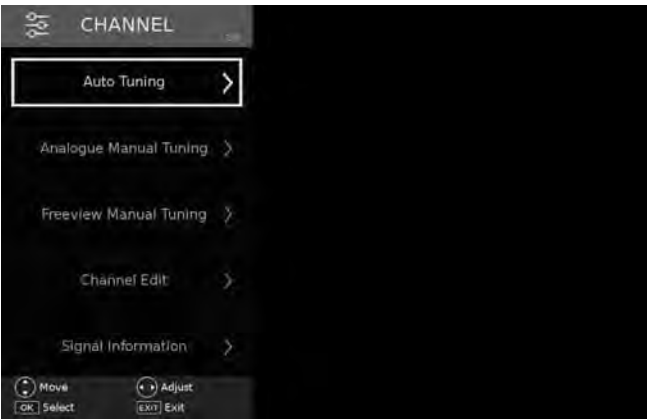 CHANNEL
Auto Tuning
Analogue Manual Tuning
Freeview Manual Tuning
Channel Edit
Signal Information
Move Adjust
OK Select EXIT Exit